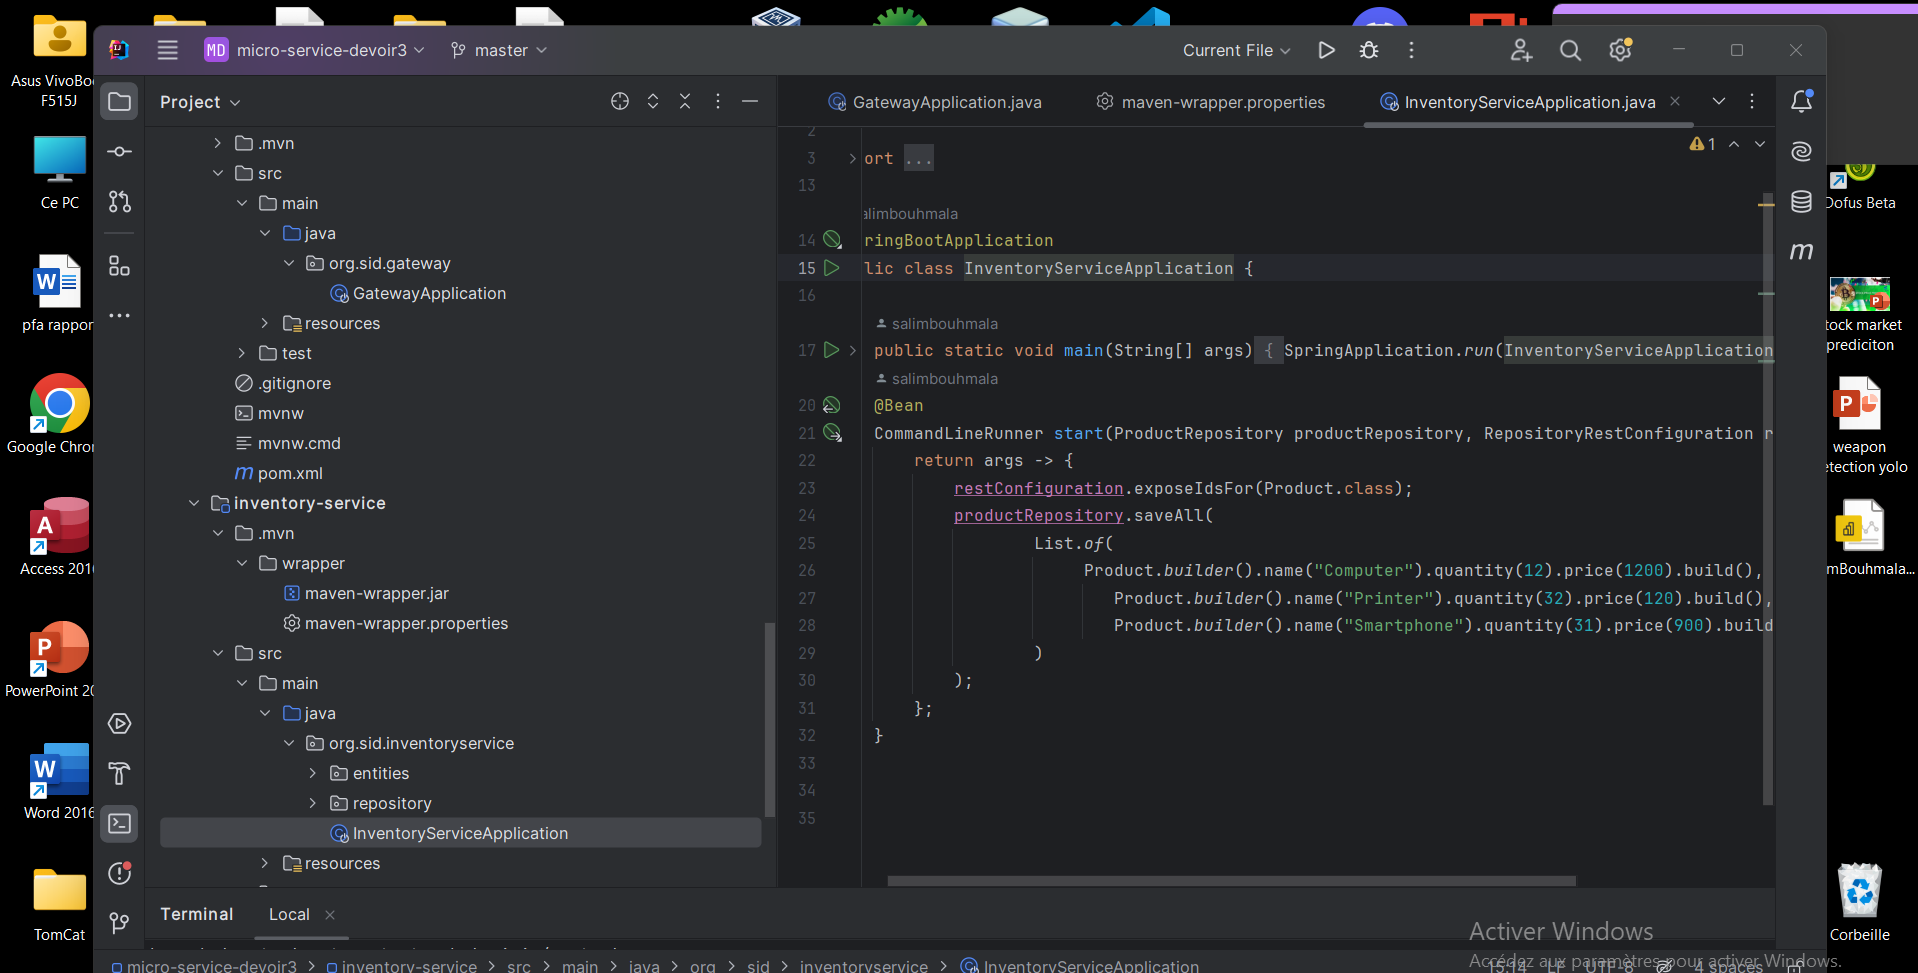 Asus VivoBo
F515J
Ce PC
pfa rappor
Google Chro
Access 201
PowerPoint 20
Word 2016
TomCat
MD micro-service-devoir3
master
Current File
Project
.mvn
src
main
java
org.sid.gateway
GatewayApplication
resources
test
.gitignore
mvnw
mvnw.cmd
m pom.xml
inventory-service
.mvn
wrapper
maven-wrapper.jar
maven-wrapper.properties
src
main
java
org.sid.inventoryservice
entities
repository
InventoryServiceApplication
resources
GatewayApplication.java
maven-wrapper.properties
InventoryServiceApplication.java
1
2
3 ort ...
13
alimbouhmala
14 ringBootApplication
15 lic class InventoryServiceApplication {
16
salimbouhmala
17 public static void main(String[] args) { SpringApplication.run(InventoryServiceApplication
salimbouhmala
20 @Bean
21 CommandLineRunner start(ProductRepository productRepository, RepositoryRestConfiguration r
22 return args -> {
23 restConfiguration.exposeIdsFor(Product.class);
24 productRepository.saveAll(
25 List.of(
26 Product.builder().name("Computer").quantity(12).price(1200).build(),
27 Product.builder().name("Printer").quantity(32).price(120).build(),
28 Product.builder().name("Smartphone").quantity(31).price(900).build
29 )
30 );
31 };
32 }
33
34
35
m
Terminal
Local
micro-service-devoir3 > inventory-service > src > main > java > org > sid > inventoryservice > InventoryServiceApplication
15:14 LF UTF-8 4 spaces
Activer Windows
Accédez aux paramètres pour activer Windows.
Dofus Beta
tock market
prediciton
weapon
etection yolo
mBouhmala...
Corbeille